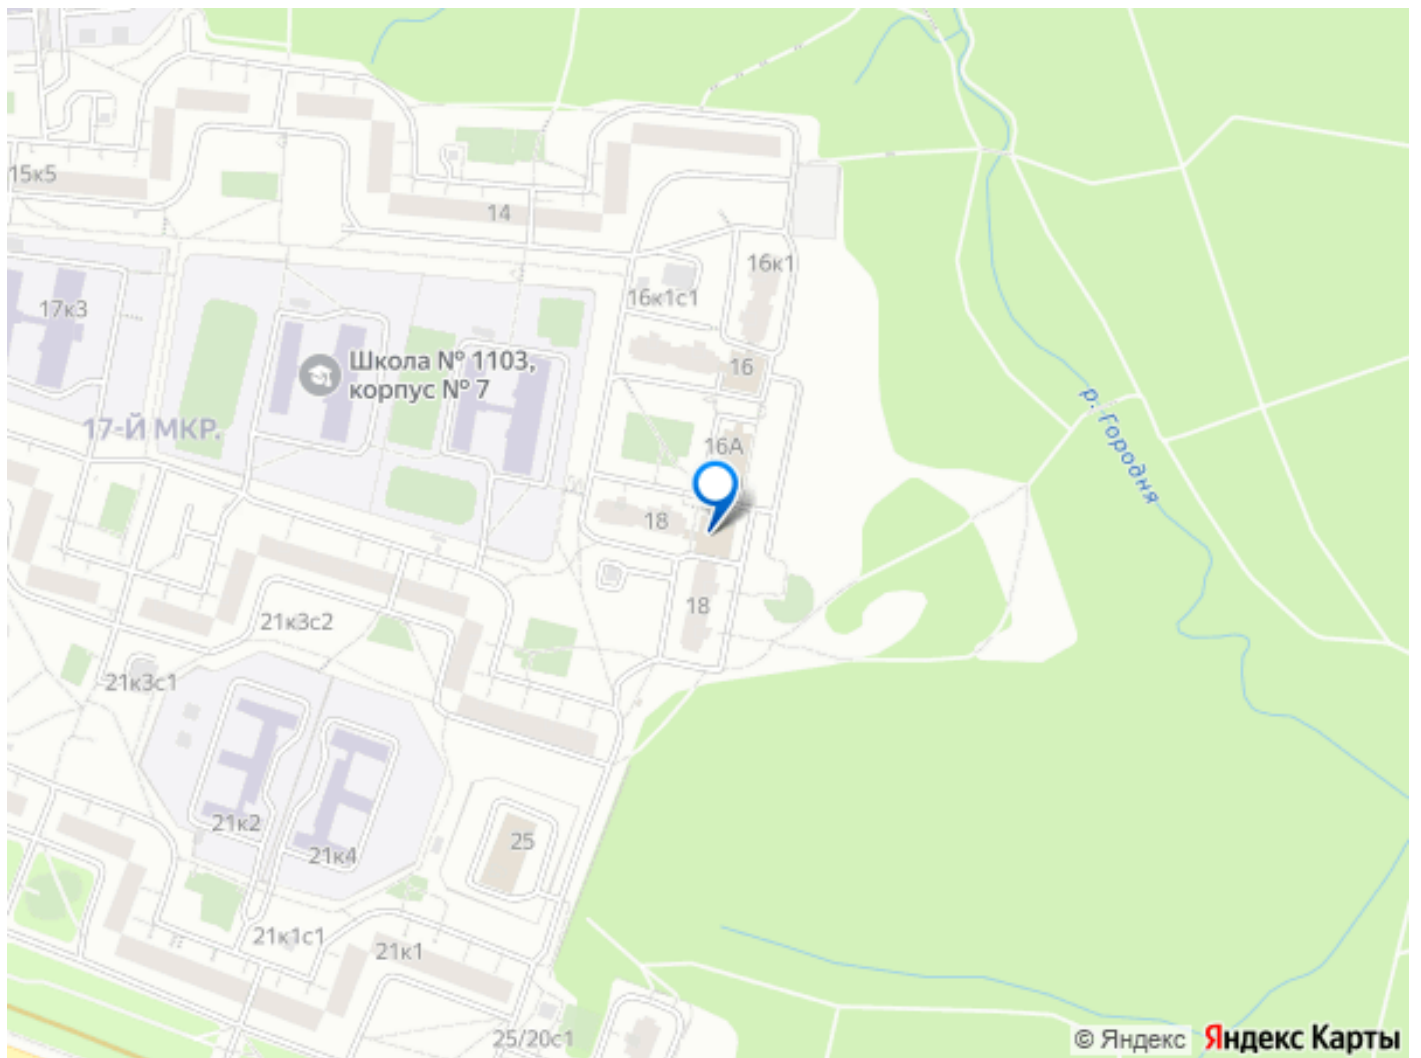 15к5
14
16к1
17к3
16к1с1
Школа № 1103,
корпус № 7
16
17-Й МКР.
16А
р. Городня
18
18
21к3с2
21к3с1
21к2
25
21к4
21к1с1
21к1
25/20с1
© Яндекс Яндекс Карты